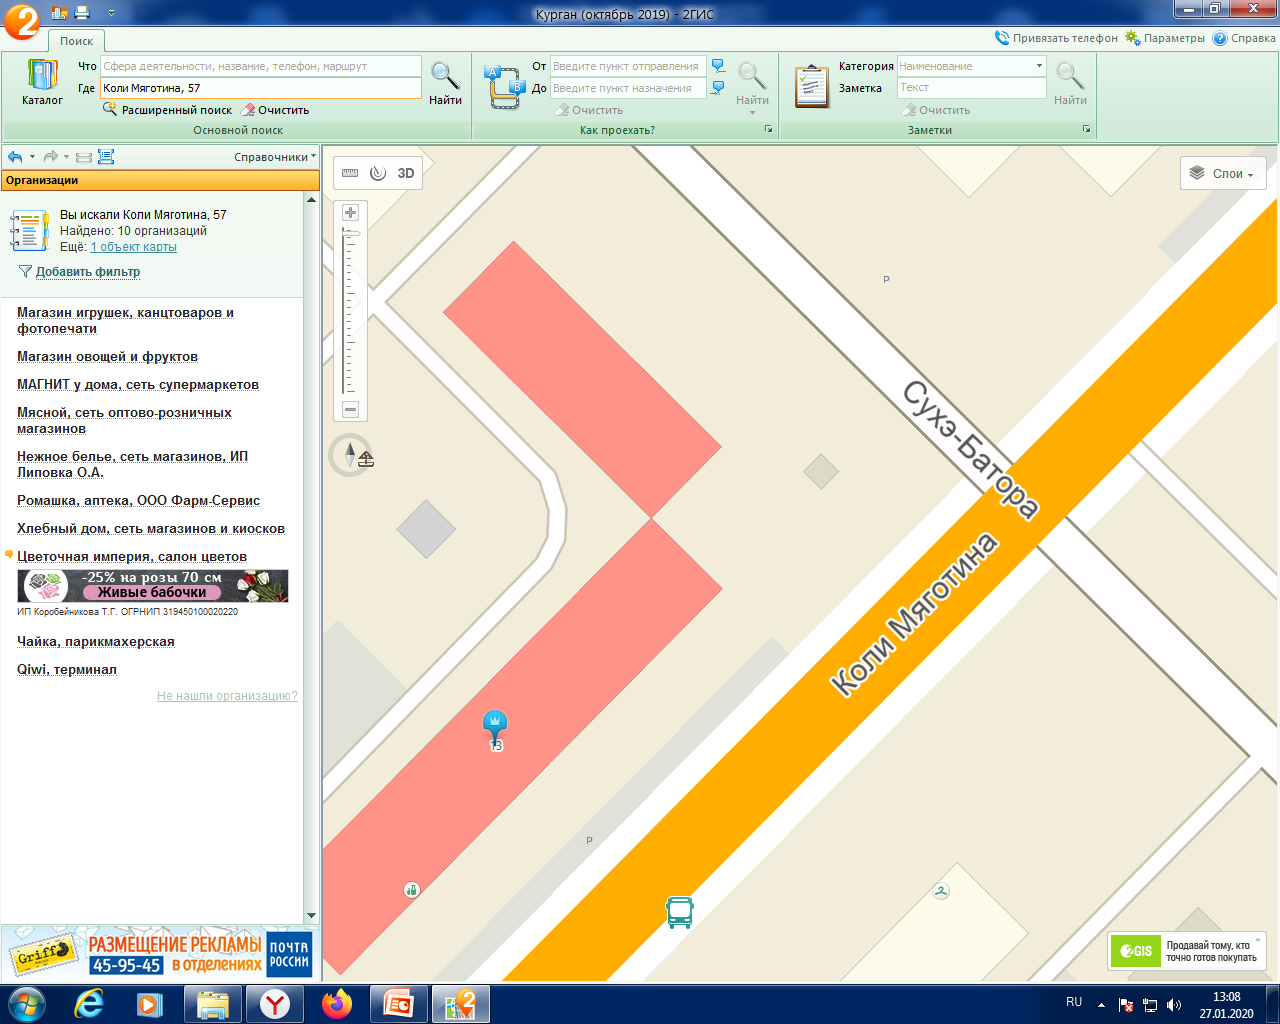 Курган (октябрь 2019) - 2ГИС
Поиск
Привязать телефон
Параметры
Справка
Каталог
Что
Сфера деятельности, название, телефон, маршрут
Где
Коли Мяготина, 57
Расширенный поиск
Очистить
Найти
Основной поиск
От
Введите пункт отправления
До
Введите пункт назначения
Очистить
Найти
Как проехать?
Категория
Наименование
Заметка
Текст
Очистить
Найти
Заметки
Справочники
Организации
Вы искали Коли Мяготина, 57
Найдено: 10 организаций
Ещё: 1 объект карты
Добавить фильтр
Магазин игрушек, канцтоваров и
фотопечати
Магазин овощей и фруктов
МАГНИТ у дома, сеть супермаркетов
Мясной, сеть оптово-розничных
магазинов
Нежное белье, сеть магазинов, ИП
Липовка О.А.
Ромашка, аптека, ООО Фарм-Сервис
Хлебный дом, сеть магазинов и киосков
Цветочная империя, салон цветов
-25% на розы 70 см
Живые бабочки
ИП Коробейникова Т.Г. ОГРНИП 319450100020220
Чайка, парикмахерская
Qiwi, терминал
Не нашли организацию?
Griff
РАЗМЕЩЕНИЕ РЕКЛАМЫ
45-95-45 В ОТДЕЛЕНИЯХ
ПОЧТА
РОССИИ
3D
Слои
P
Сухэ-Батора
Коли Мяготина
13
P
2GIS
Продавай тому, кто
точно готов покупать
RU
13:08
27.01.2020